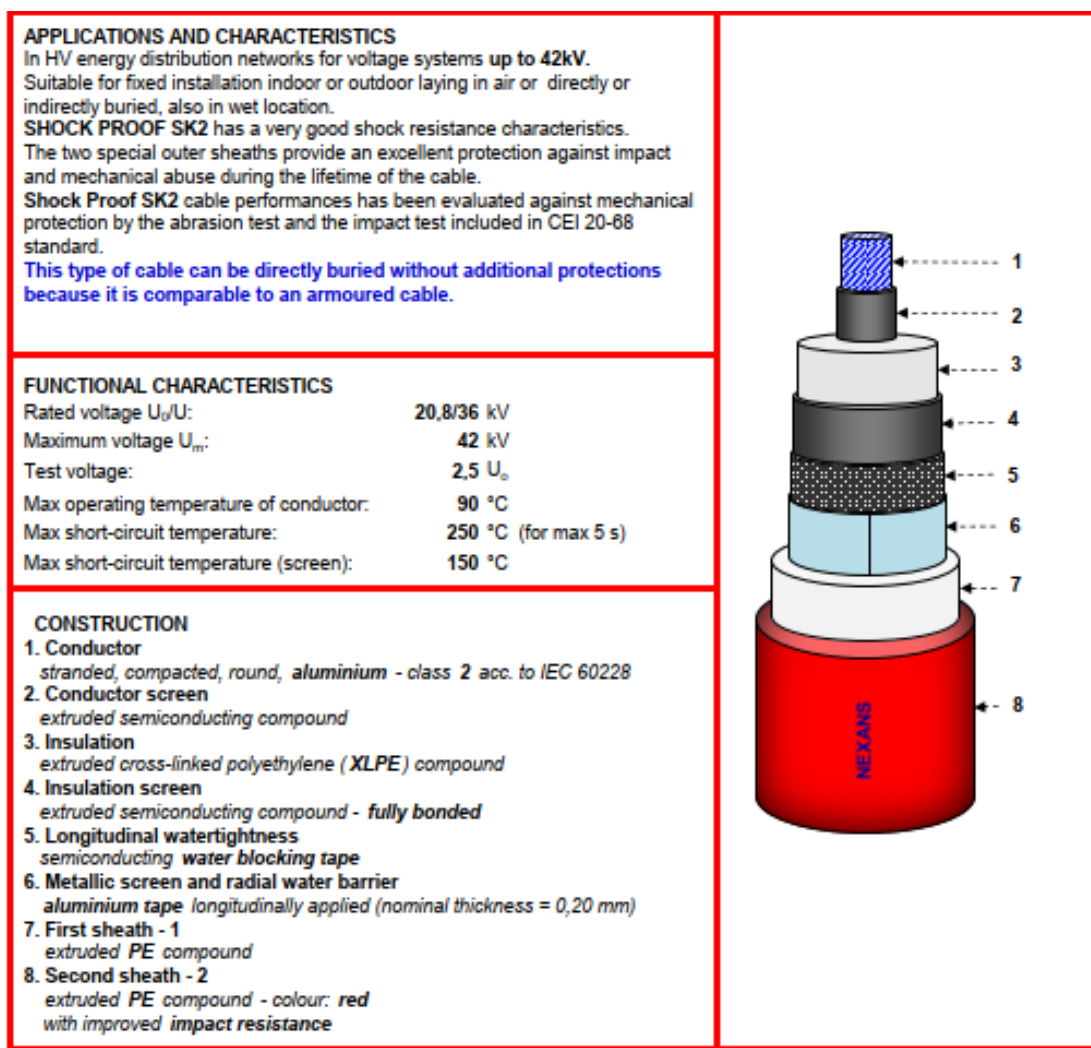 APPLICATIONS AND CHARACTERISTICS
In HV energy distribution networks for voltage systems up to 42kV.
Suitable for fixed installation indoor or outdoor laying in air or directly or
indirectly buried, also in wet location.
SHOCK PROOF SK2 has a very good shock resistance characteristics.
The two special outer sheaths provide an excellent protection against impact
and mechanical abuse during the lifetime of the cable.
Shock Proof SK2 cable performances has been evaluated against mechanical
protection by the abrasion test and the impact test included in CEI 20-68
standard.
This type of cable can be directly buried without additional protections
because it is comparable to an armoured cable.
FUNCTIONAL CHARACTERISTICS
Rated voltage U₀/U: 20,8/36 kV
Maximum voltage Uₘ: 42 kV
Test voltage: 2,5 Uₒ
Max operating temperature of conductor: 90 °C
Max short-circuit temperature: 250 °C (for max 5 s)
Max short-circuit temperature (screen): 150 °C
CONSTRUCTION
1. Conductor
stranded, compacted, round, aluminium - class 2 acc. to IEC 60228
2. Conductor screen
extruded semiconducting compound
3. Insulation
extruded cross-linked polyethylene (XLPE) compound
4. Insulation screen
extruded semiconducting compound - fully bonded
5. Longitudinal watertightness
semiconducting water blocking tape
6. Metallic screen and radial water barrier
aluminium tape longitudinally applied (nominal thickness = 0,20 mm)
7. First sheath - 1
extruded PE compound
8. Second sheath - 2
extruded PE compound - colour: red
with improved impact resistance
1
2
3
4
5
6
7
8
NEXANS